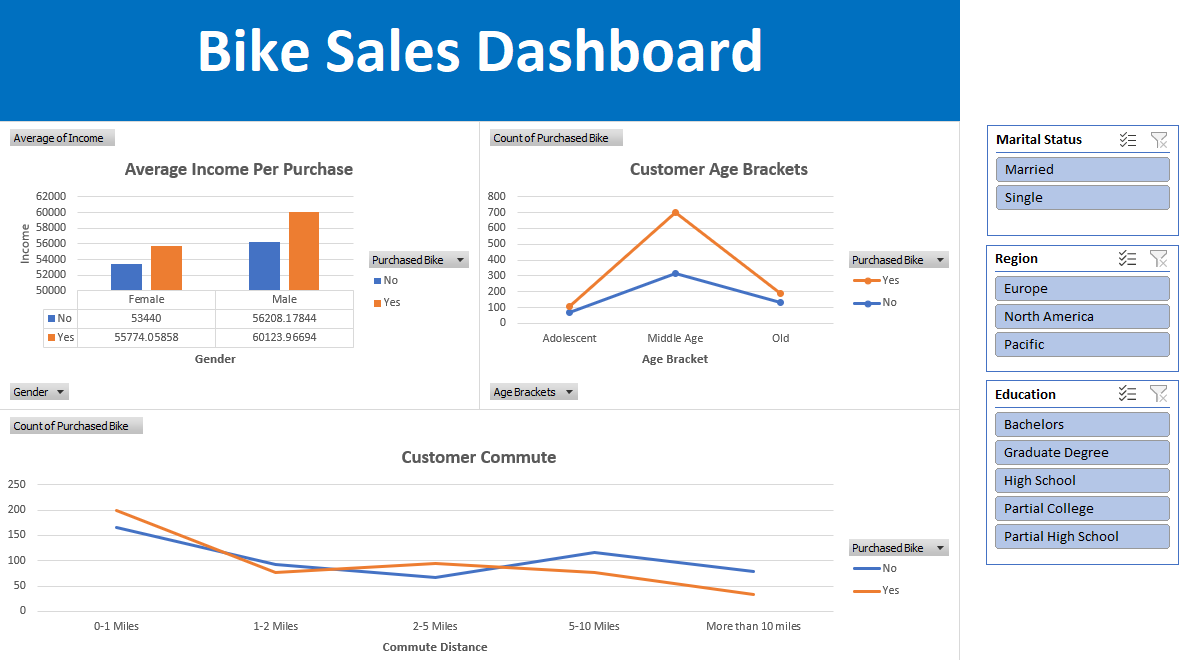 Bike Sales Dashboard
Average of Income
Average Income Per Purchase
62000
60000
58000
56000
54000
52000
50000
Income
Female Male
No 53440 56208.17844
Yes 55774.05858 60123.96694
Gender
Purchased Bike
No
Yes
Gender
Count of Purchased Bike
Customer Age Brackets
800
700
600
500
400
300
200
100
0
Adolescent Middle Age Old
Age Bracket
Purchased Bike
Yes
No
Age Brackets
Count of Purchased Bike
Customer Commute
250
200
150
100
50
0
0-1 Miles 1-2 Miles 2-5 Miles 5-10 Miles More than 10 miles
Commute Distance
Purchased Bike
No
Yes
Marital Status
Married
Single
Region
Europe
North America
Pacific
Education
Bachelors
Graduate Degree
High School
Partial College
Partial High School